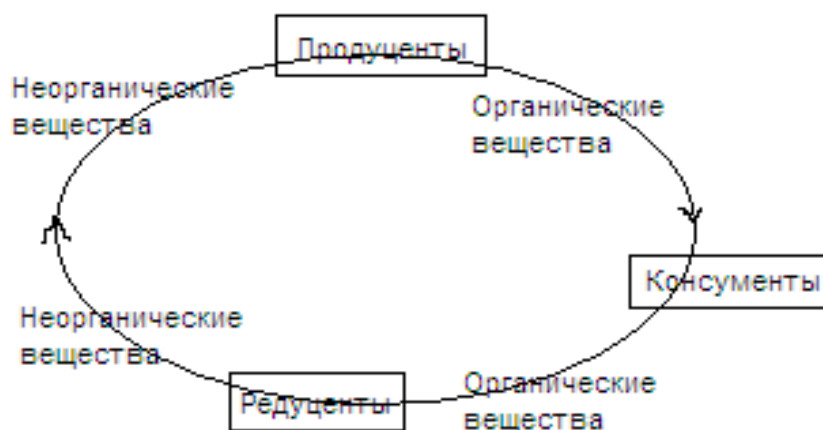 Продуценты
Неорганические
вещества
Органические
вещества
Консументы
Неорганические
вещества
Редуценты
Органические
вещества